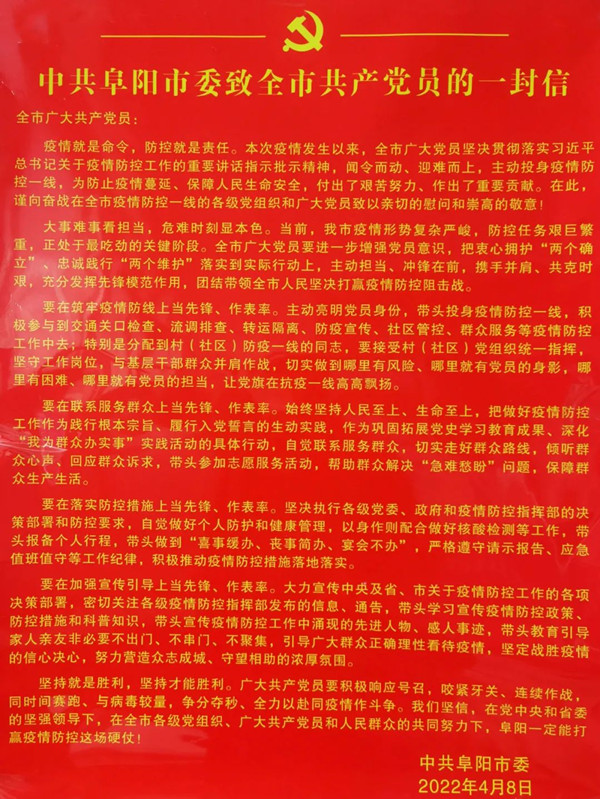 中共阜阳市委致全市共产党员的一封信
全市广大共产党员：
疫情就是命令，防控就是责任。本次疫情发生以来，全市广大党员坚决贯彻落实习近平
总书记关于疫情防控工作的重要讲话指示批示精神，闻令而动、迎难而上，主动投身疫情防
控一线，为防止疫情蔓延、保障人民生命安全，付出了艰苦努力、作出了重要贡献。在此，
谨向奋战在全市疫情防控一线的各级党组织和广大党员致以亲切的慰问和崇高的敬意！
大事难事看担当，危难时刻显本色。当前，我市疫情形势复杂严峻，防控任务艰巨繁
重，正处于最吃劲的关键阶段。全市广大党员要进一步增强党员意识，把衷心拥护“两个确
立”、忠诚践行“两个维护”落实到实际行动上，主动担当、冲锋在前，携手并肩、共克时
艰，充分发挥先锋模范作用，团结带领全市人民坚决打赢疫情防控阻击战。
要在筑牢疫情防线上当先锋、作表率。主动亮明党员身份，带头投身疫情防控一线，积
极参与到交通关口检查、流调排查、转运隔离、防疫宣传、社区管控、群众服务等疫情防控
工作中去；特别是分配到村（社区）防疫一线的同志，要接受村（社区）党组织统一指挥，
坚守工作岗位，与基层干部群众并肩作战，切实做到哪里有风险、哪里就有党员的身影，哪
里有困难、哪里就有党员的担当，让党旗在抗疫一线高高飘扬。
要在联系服务群众上当先锋、作表率。始终坚持人民至上、生命至上，把做好疫情防控
工作作为践行根本宗旨、履行入党誓言的生动实践，作为巩固拓展党史学习教育成果、深化
“我为群众办实事”实践活动的具体行动，自觉联系服务群众，切实走好群众路线，倾听群
众心声、回应群众诉求，带头参加志愿服务活动，帮助群众解决“急难愁盼”问题，保障群
众生产生活。
要在落实防控措施上当先锋、作表率。坚决执行各级党委、政府和疫情防控指挥部的决
策部署和防控要求，自觉做好个人防护和健康管理，以身作则配合做好核酸检测等工作，带
头报备个人行程，带头做到“喜事缓办、丧事简办、宴会不办”，严格遵守请示报告、应急
值班值守等工作纪律，积极推动疫情防控措施落地落实。
要在加强宣传引导上当先锋、作表率。大力宣传中央及省、市关于疫情防控工作的各项
决策部署，密切关注各级疫情防控指挥部发布的信息、通告，带头学习宣传疫情防控政策、
防控措施和科普知识，带头宣传疫情防控工作中涌现的先进人物、感人事迹，带头教育引导
家人亲友非必要不出门、不串门、不聚集，引导广大群众正确理性看待疫情，坚定战胜疫情
的信心决心，努力营造众志成城、守望相助的浓厚氛围。
坚持就是胜利，坚持才能胜利。广大共产党员要积极响应号召，咬紧牙关、连续作战，
同时间赛跑、与病毒较量，争分夺秒、全力以赴同疫情作斗争。我们坚信，在党中央和省委
的坚强领导下，在全市各级党组织、广大共产党员和人民群众的共同努力下，阜阳一定能打
赢疫情防控这场硬仗！
中共阜阳市委
2022年4月8日